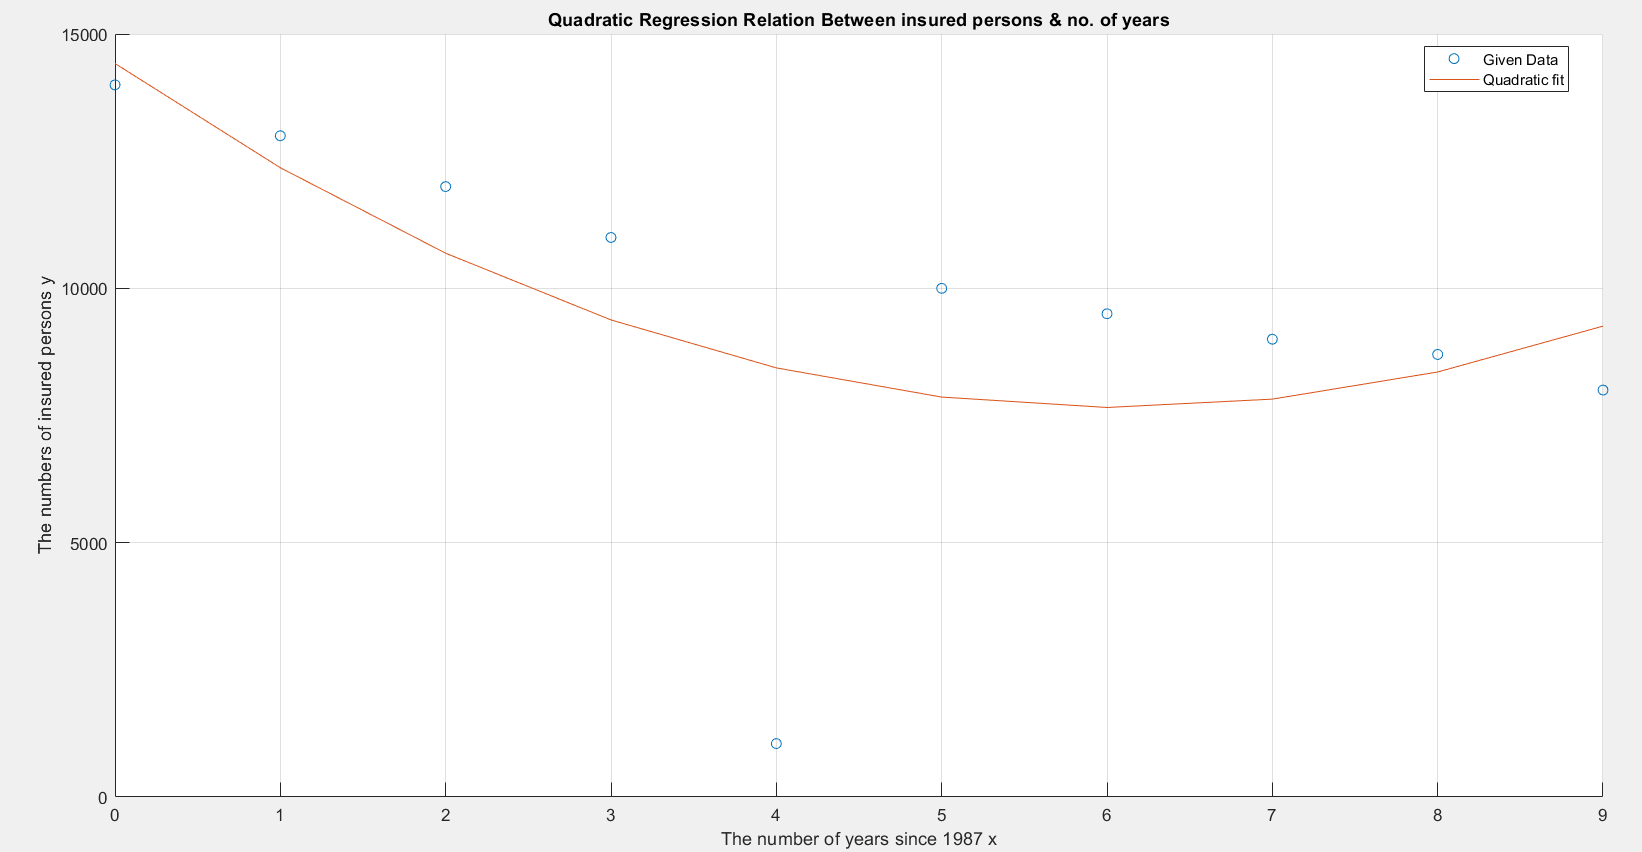 Quadratic Regression Relation Between insured persons & no. of years
15000
10000
5000
0
The numbers of insured persons y
Given Data
Quadratic fit
0 1 2 3 4 5 6 7 8 9
The number of years since 1987 x